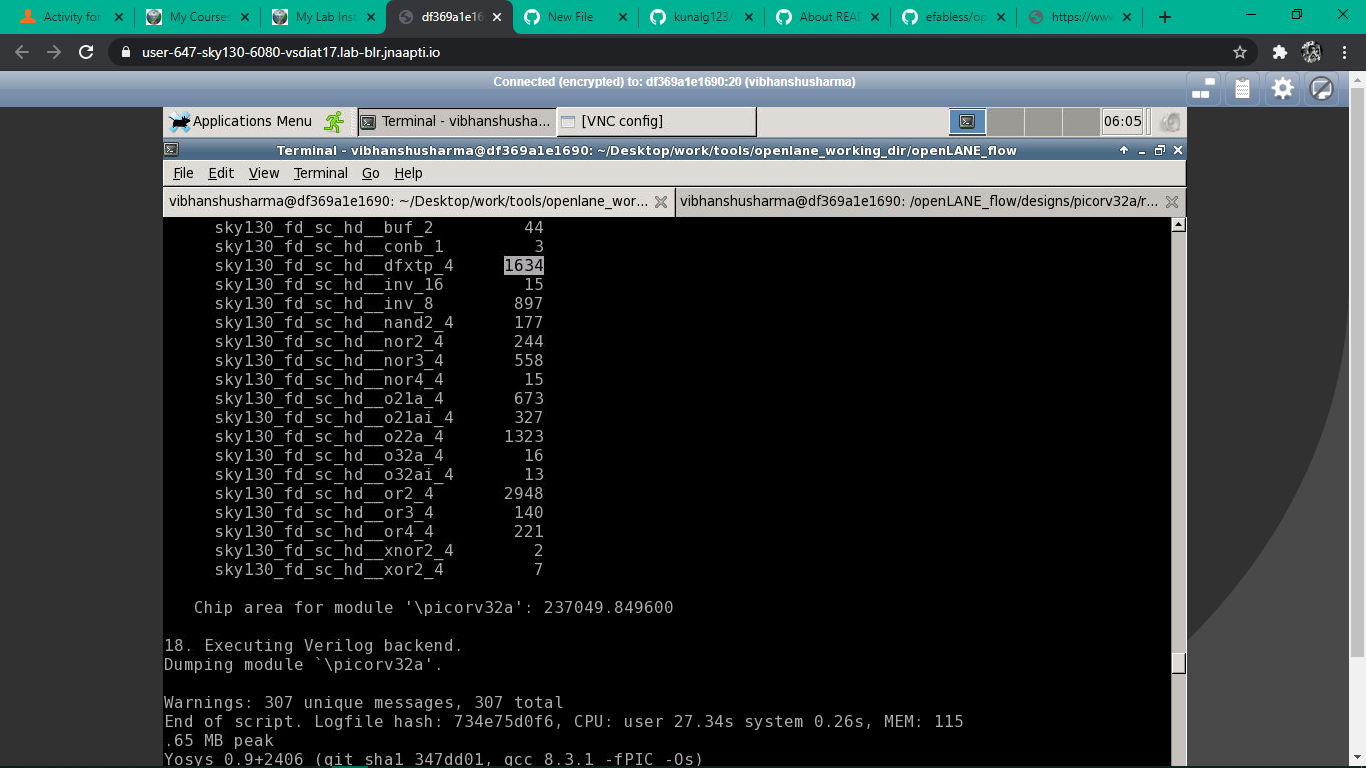 Activity for
My Courses
My Lab Inst
df369a1e16
New File
kunalg123/
About REA
efabless/op
https://ww
user-647-sky130-6080-vsdiat17.lab-blr.jnaapti.io
Connected (encrypted) to: df369a1e1690:20 (vibhanshusharma)
Applications Menu
Terminal - vibhanshusha...
[VNC config]
06:05
Terminal - vibhanshusharma@df369a1e1690: ~/Desktop/work/tools/openlane_working_dir/openLANE_flow
File Edit View Terminal Go Help
vibhanshusharma@df369a1e1690: ~/Desktop/work/tools/openlane_wor...
vibhanshusharma@df369a1e1690: /openLANE_flow/designs/picorv32a/r...
sky130_fd_sc_hd__buf_2 44
sky130_fd_sc_hd__conb_1 3
sky130_fd_sc_hd__dfxtp_4 1634
sky130_fd_sc_hd__inv_16 15
sky130_fd_sc_hd__inv_8 897
sky130_fd_sc_hd__nand2_4 177
sky130_fd_sc_hd__nor2_4 244
sky130_fd_sc_hd__nor3_4 558
sky130_fd_sc_hd__nor4_4 15
sky130_fd_sc_hd__o21a_4 673
sky130_fd_sc_hd__o21ai_4 327
sky130_fd_sc_hd__o22a_4 1323
sky130_fd_sc_hd__o32a_4 16
sky130_fd_sc_hd__o32ai_4 13
sky130_fd_sc_hd__or2_4 2948
sky130_fd_sc_hd__or3_4 140
sky130_fd_sc_hd__or4_4 221
sky130_fd_sc_hd__xnor2_4 2
sky130_fd_sc_hd__xor2_4 7
Chip area for module '\picorv32a': 237049.849600
18. Executing Verilog backend.
Dumping module `\picorv32a'.
Warnings: 307 unique messages, 307 total
End of script. Logfile hash: 734e75d0f6, CPU: user 27.34s system 0.26s, MEM: 115
.65 MB peak
Yosys 0.9+2406 (git sha1 347dd01, gcc 8.3.1 -fPIC -Os)